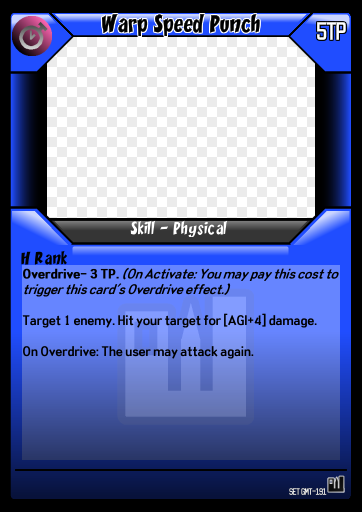 Warp Speed Punch
5TP
Skill - Physical
H Rank
Overdrive- 3 TP. (On Activate: You may pay this cost to
trigger this card's Overdrive effect.)
Target 1 enemy. Hit your target for [AGI+4] damage.
On Overdrive: The user may attack again.
SET GMT-191